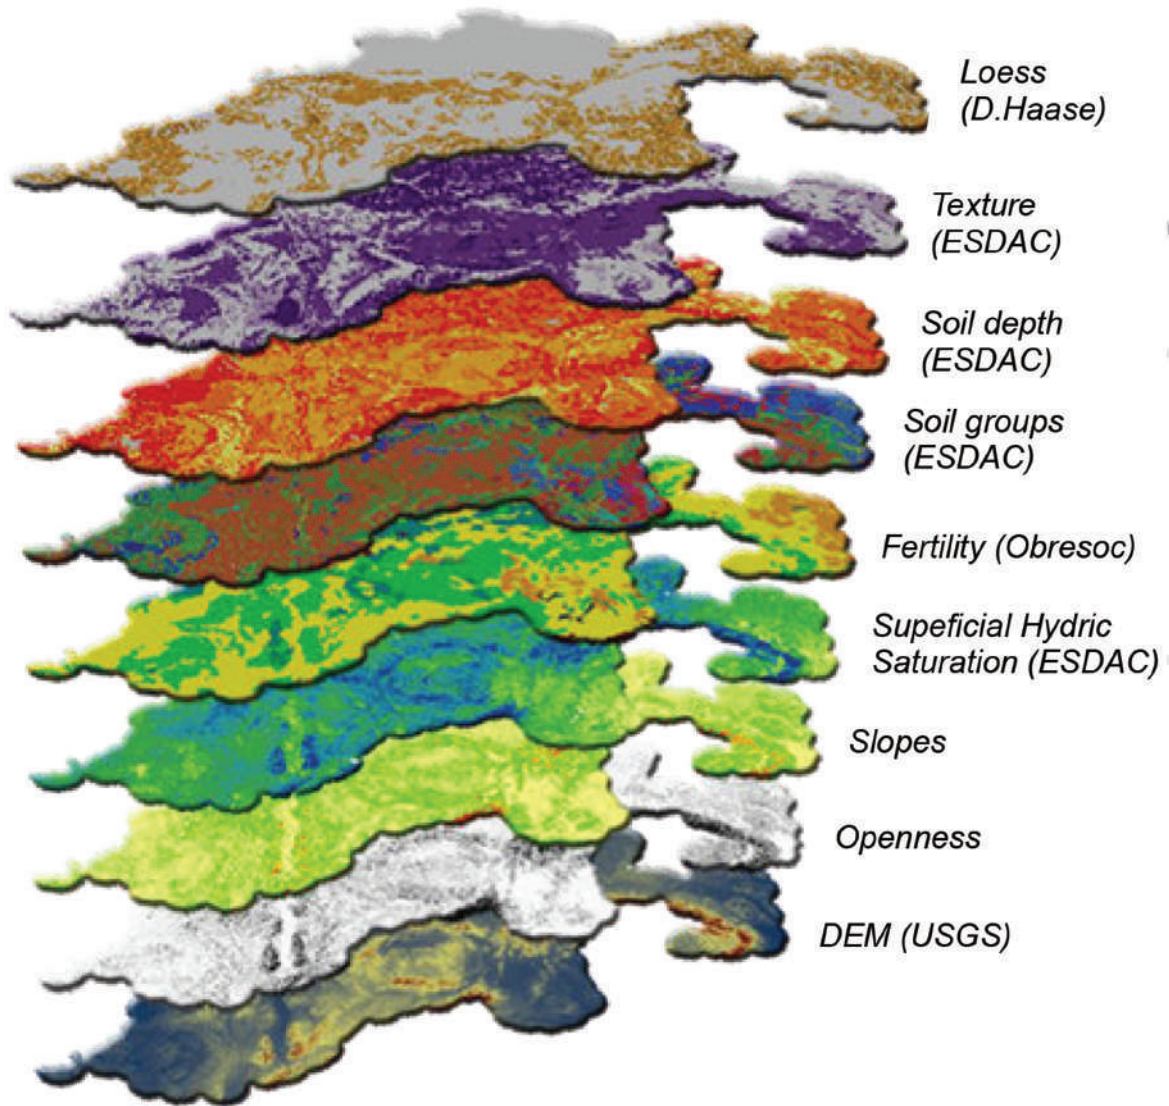 Loess
(D.Haase)
Texture
(ESDAC)
Soil depth
(ESDAC)
Soil groups
(ESDAC)
Fertility (Obresoc)
Supeficial Hydric
Saturation (ESDAC)
Slopes
Openness
DEM (USGS)